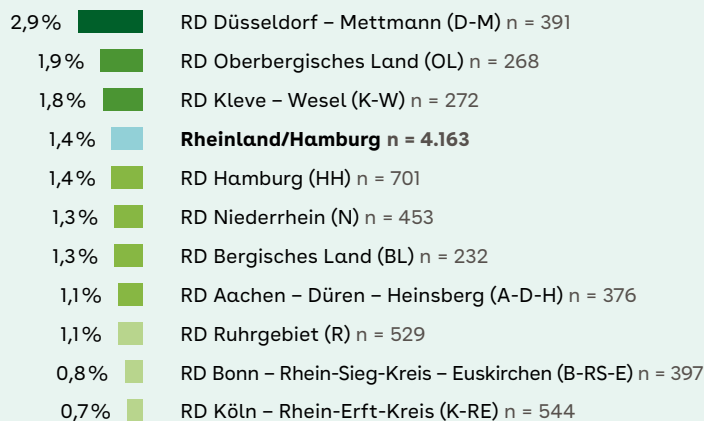 2,9 % RD Düsseldorf – Mettmann (D-M) n = 391
1,9 % RD Oberbergisches Land (OL) n = 268
1,8 % RD Kleve – Wesel (K-W) n = 272
1,4 % Rheinland/Hamburg n = 4.163
1,4 % RD Hamburg (HH) n = 701
1,3 % RD Niederrhein (N) n = 453
1,3 % RD Bergisches Land (BL) n = 232
1,1 % RD Aachen – Düren – Heinsberg (A-D-H) n = 376
1,1 % RD Ruhrgebiet (R) n = 529
0,8 % RD Bonn – Rhein-Sieg-Kreis – Euskirchen (B-RS-E) n = 397
0,7 % RD Köln – Rhein-Erft-Kreis (K-RE) n = 544